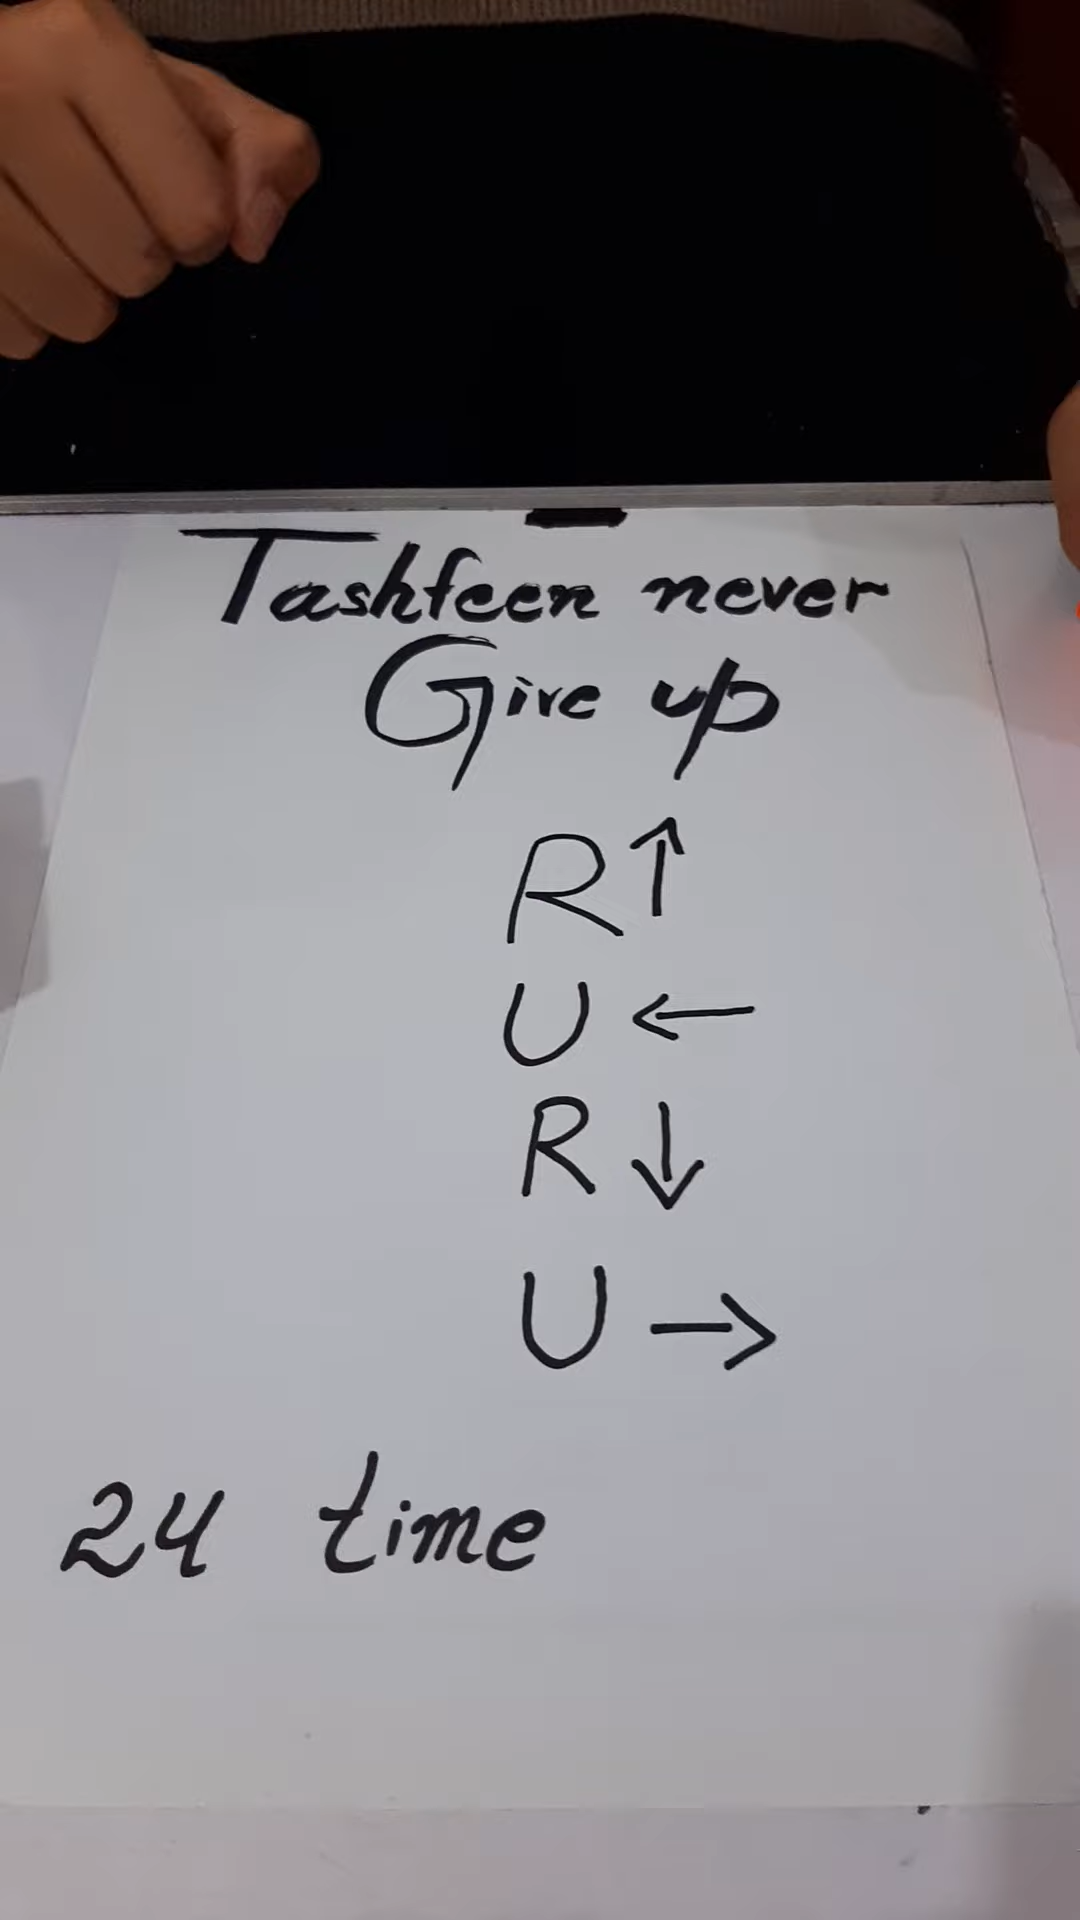 Tashfeen never
Give up
R↑
U ←
R ↓
U →
24 time